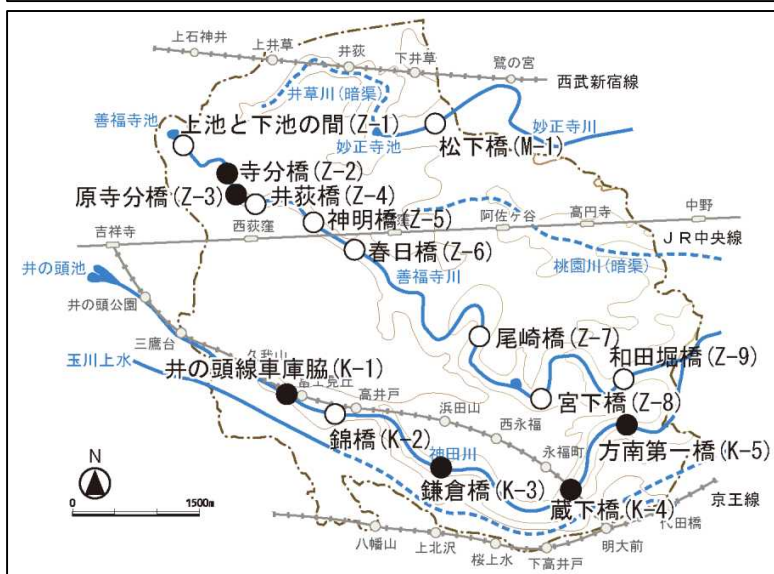 上石神井
上井草
井荻
下井草
鷺の宮
西武新宿線
井草川(暗渠)
善福寺池
上池と下池の間(Z-1)
妙正寺池
松下橋(M-1)
妙正寺川
寺分橋(Z-2)
原寺分橋(Z-3)
井荻橋(Z-4)
神明橋(Z-5)
吉祥寺
西荻窪
阿佐ヶ谷
高円寺
中野
JR中央線
春日橋(Z-6)
井の頭池
善福寺川
桃園川(暗渠)
井の頭公園
三鷹台
尾崎橋(Z-7)
玉川上水
和田堀橋(Z-9)
井の頭線車庫脇(K-1)
富士見丘
高井戸
浜田山
宮下橋(Z-8)
錦橋(K-2)
西永福
方南第一橋(K-5)
神田川
永福町
鎌倉橋(K-3)
蔵下橋(K-4)
京王線
N
0 1500m
代田橋
八幡山
上北沢
桜上水
下高井戸
明大前